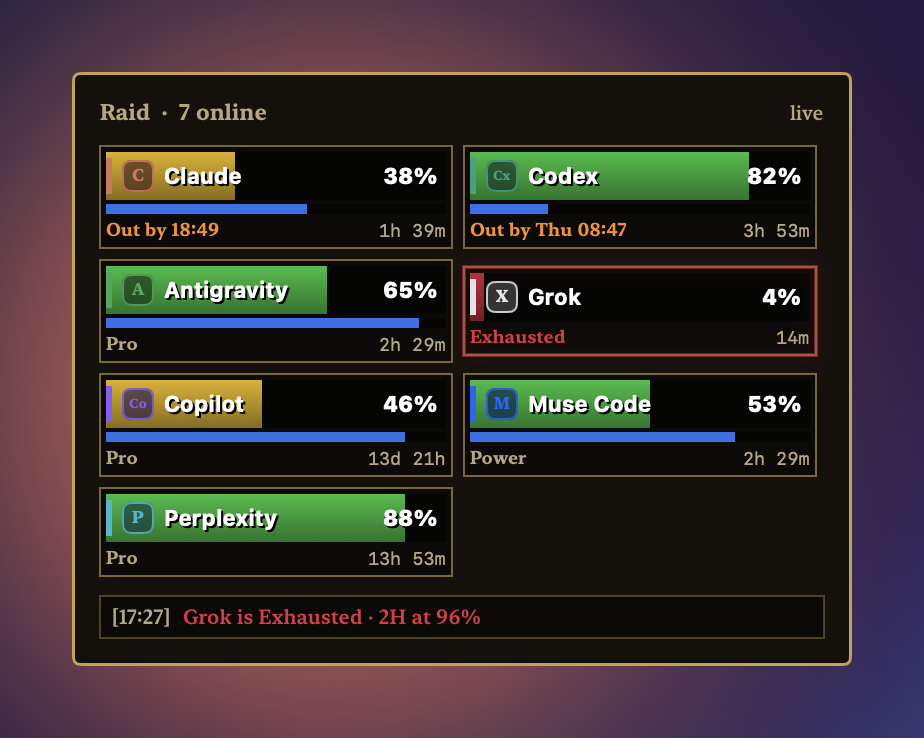 Raid · 7 online live
C Claude 38%
Out by 18:49 1h 39m
Cx Codex 82%
Out by Thu 08:47 3h 53m
A Antigravity 65%
Pro 2h 29m
X Grok 4%
Exhausted 14m
Co Copilot 46%
Pro 13d 21h
M Muse Code 53%
Power 2h 29m
P Perplexity 88%
Pro 13h 53m
[17:27] Grok is Exhausted · 2H at 96%